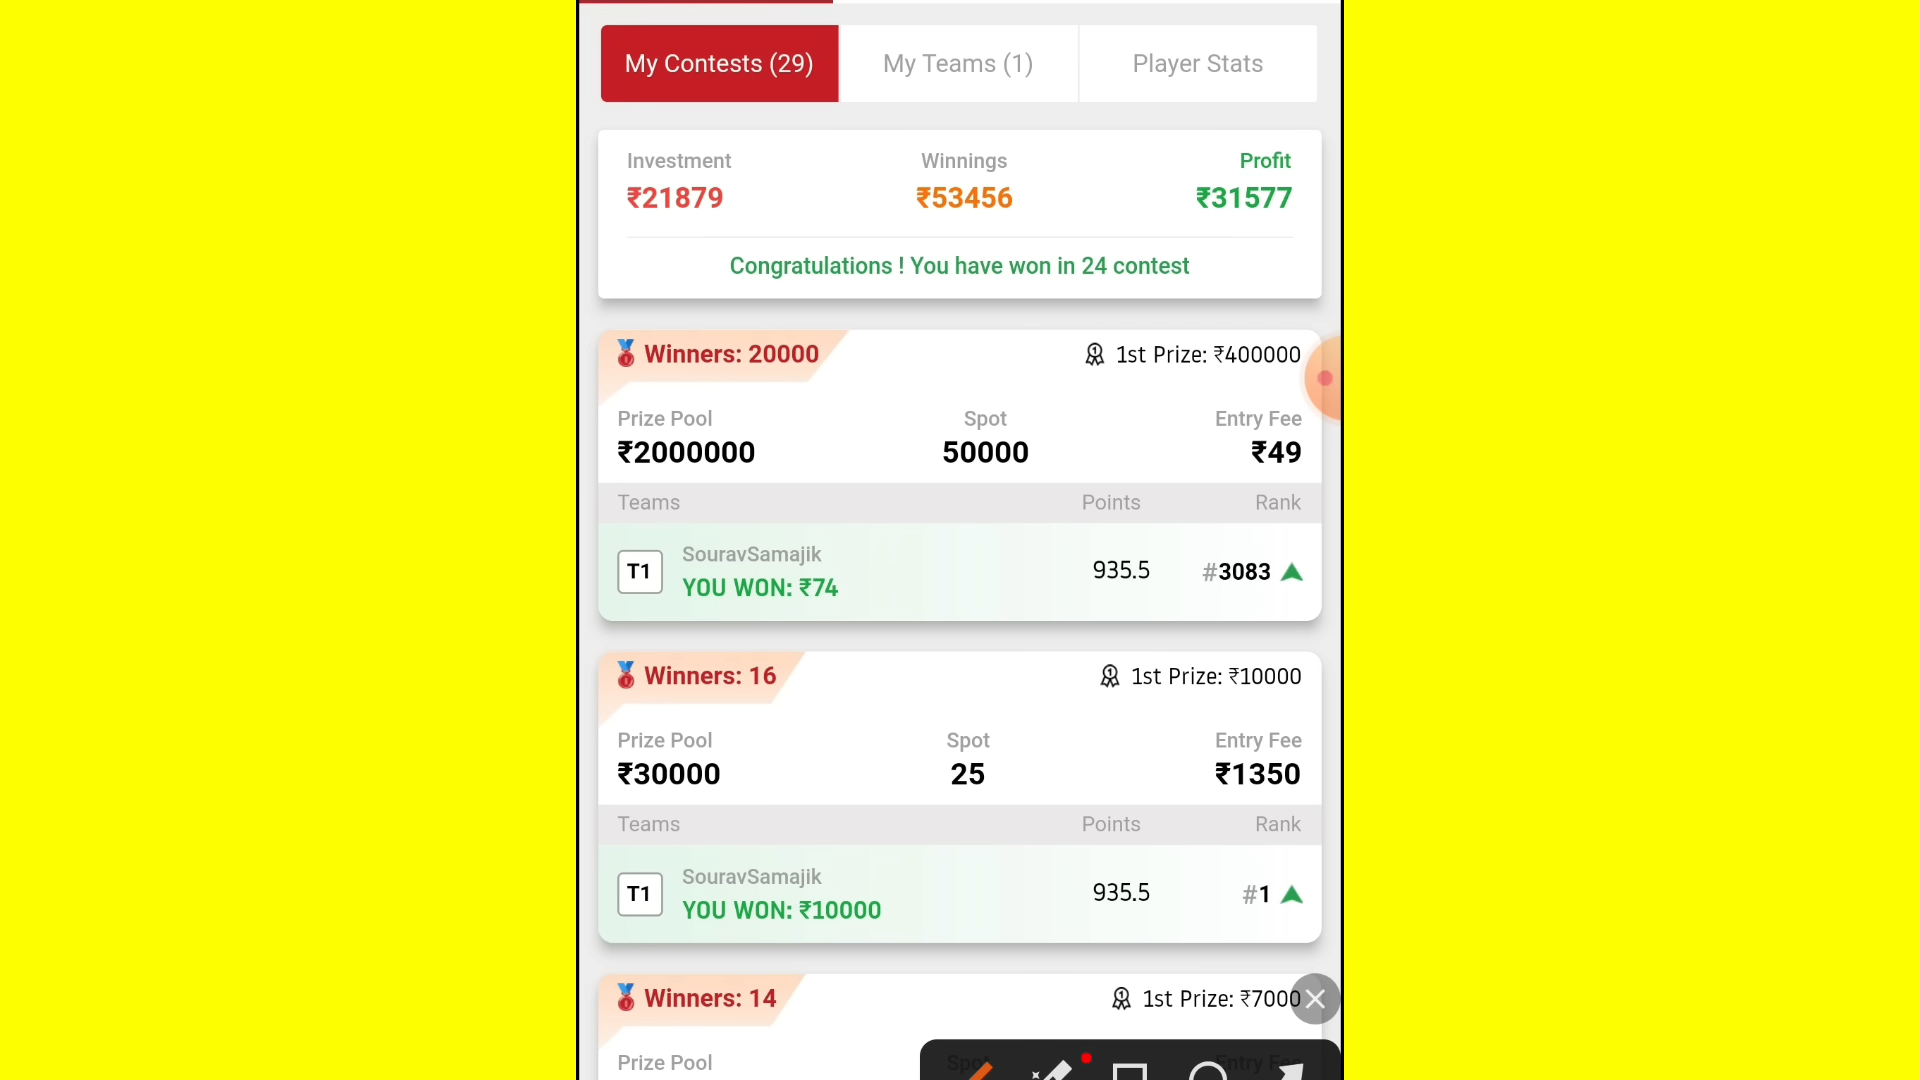 My Contests (29) My Teams (1) Player Stats
Investment Winnings Profit
₹21879 ₹53456 ₹31577
Congratulations ! You have won in 24 contest
Winners: 20000 1st Prize: ₹400000
Prize Pool Spot Entry Fee
₹2000000 50000 ₹49
Teams Points Rank
T1 SouravSamajik 935.5 #3083
YOU WON: ₹74
Winners: 16 1st Prize: ₹10000
Prize Pool Spot Entry Fee
₹30000 25 ₹1350
Teams Points Rank
T1 SouravSamajik 935.5 #1
YOU WON: ₹10000
Winners: 14 1st Prize: ₹7000
Prize Pool Spot Entry Fee